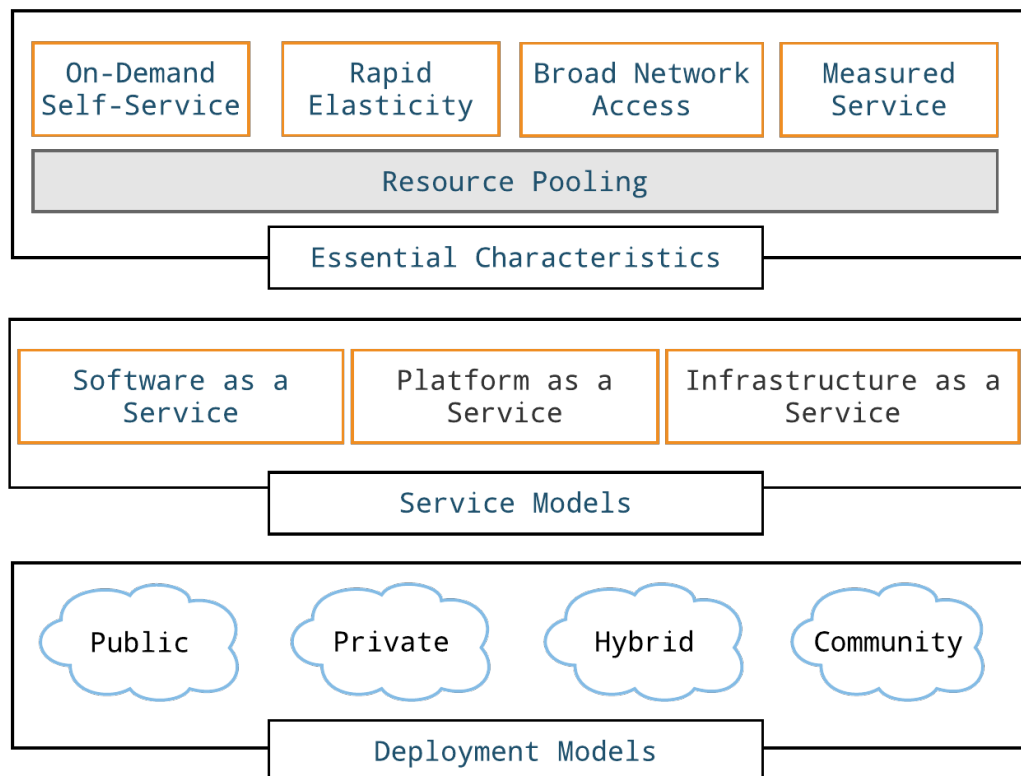 On-Demand
Self-Service
Rapid
Elasticity
Broad Network
Access
Measured
Service
Resource Pooling
Essential Characteristics
Software as a
Service
Platform as a
Service
Infrastructure as a
Service
Service Models
Public
Private
Hybrid
Community
Deployment Models